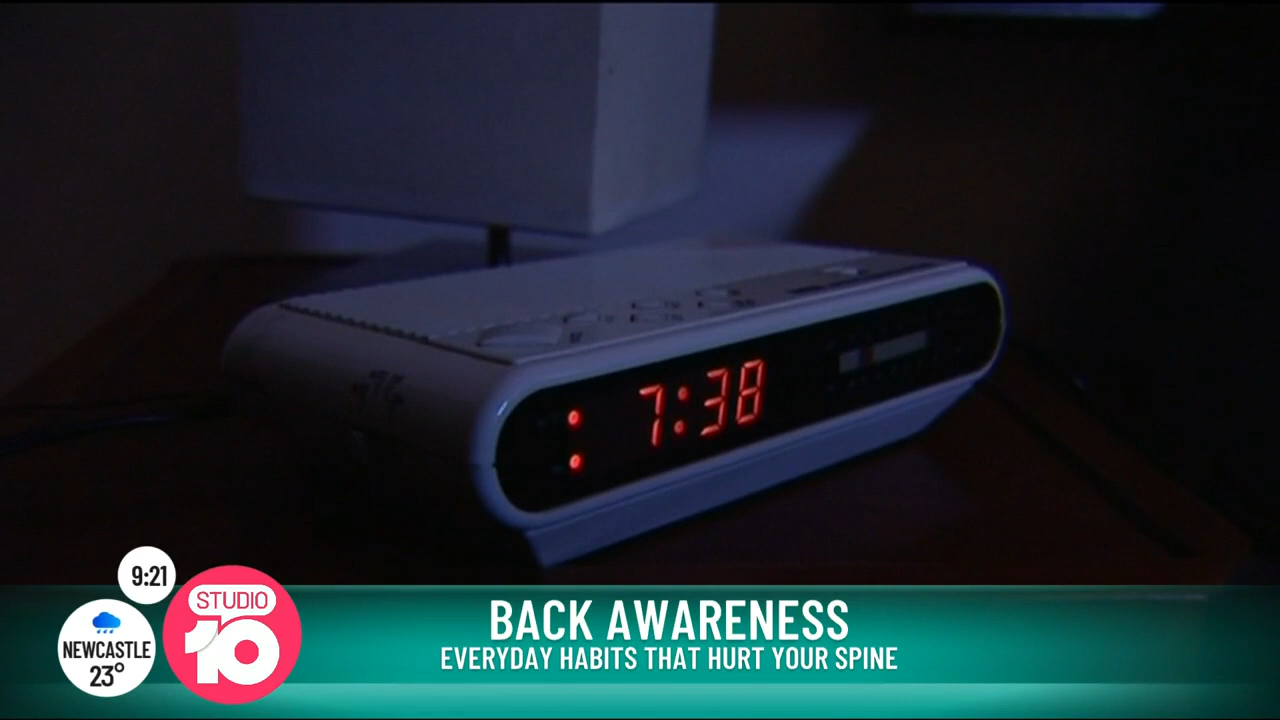 7:38
9:21
STUDIO
10
NEWCASTLE
23°
BACK AWARENESS
EVERYDAY HABITS THAT HURT YOUR SPINE